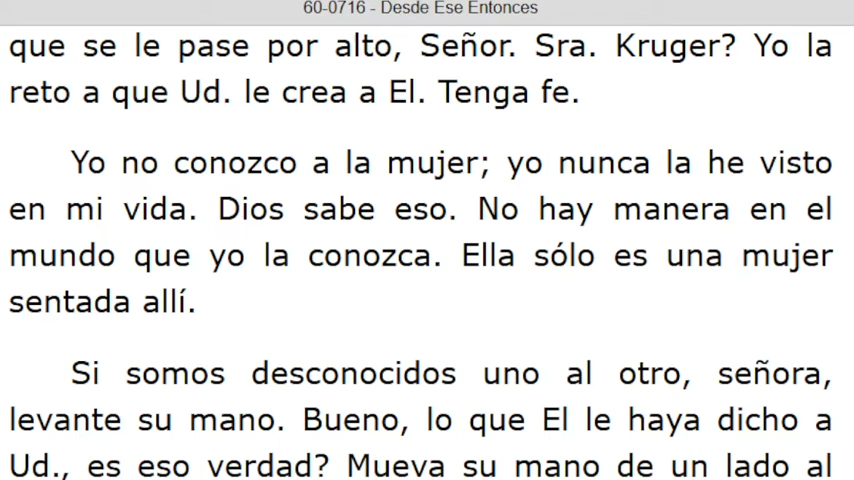 60-0716 - Desde Ese Entonces
que se le pase por alto, Señor. Sra. Kruger? Yo la
reto a que Ud. le crea a El. Tenga fe.
Yo no conozco a la mujer; yo nunca la he visto
en mi vida. Dios sabe eso. No hay manera en el
mundo que yo la conozca. Ella sólo es una mujer
sentada allí.
Si somos desconocidos uno al otro, señora,
levante su mano. Bueno, lo que El le haya dicho a
Ud., es eso verdad? Mueva su mano de un lado al